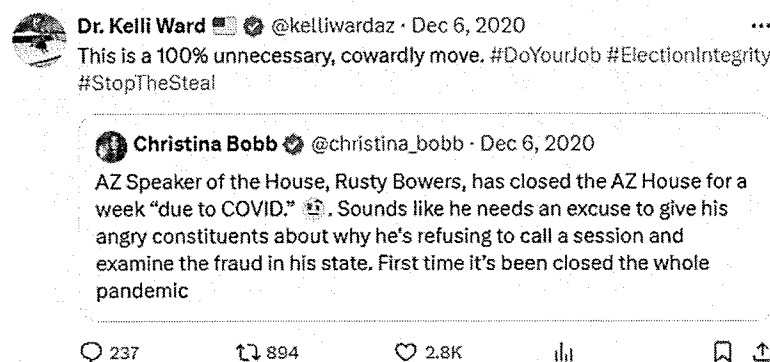 Dr. Kelli Ward 🇺🇸 @kelliwardaz · Dec 6, 2020
This is a 100% unnecessary, cowardly move. #DoYourJob #ElectionIntegrity
#StopTheSteal
Christina Bobb @christina_bobb · Dec 6, 2020
AZ Speaker of the House, Rusty Bowers, has closed the AZ House for a
week “due to COVID.” 🤨. Sounds like he needs an excuse to give his
angry constituents about why he's refusing to call a session and
examine the fraud in his state. First time it’s been closed the whole
pandemic
237 894 2.8K